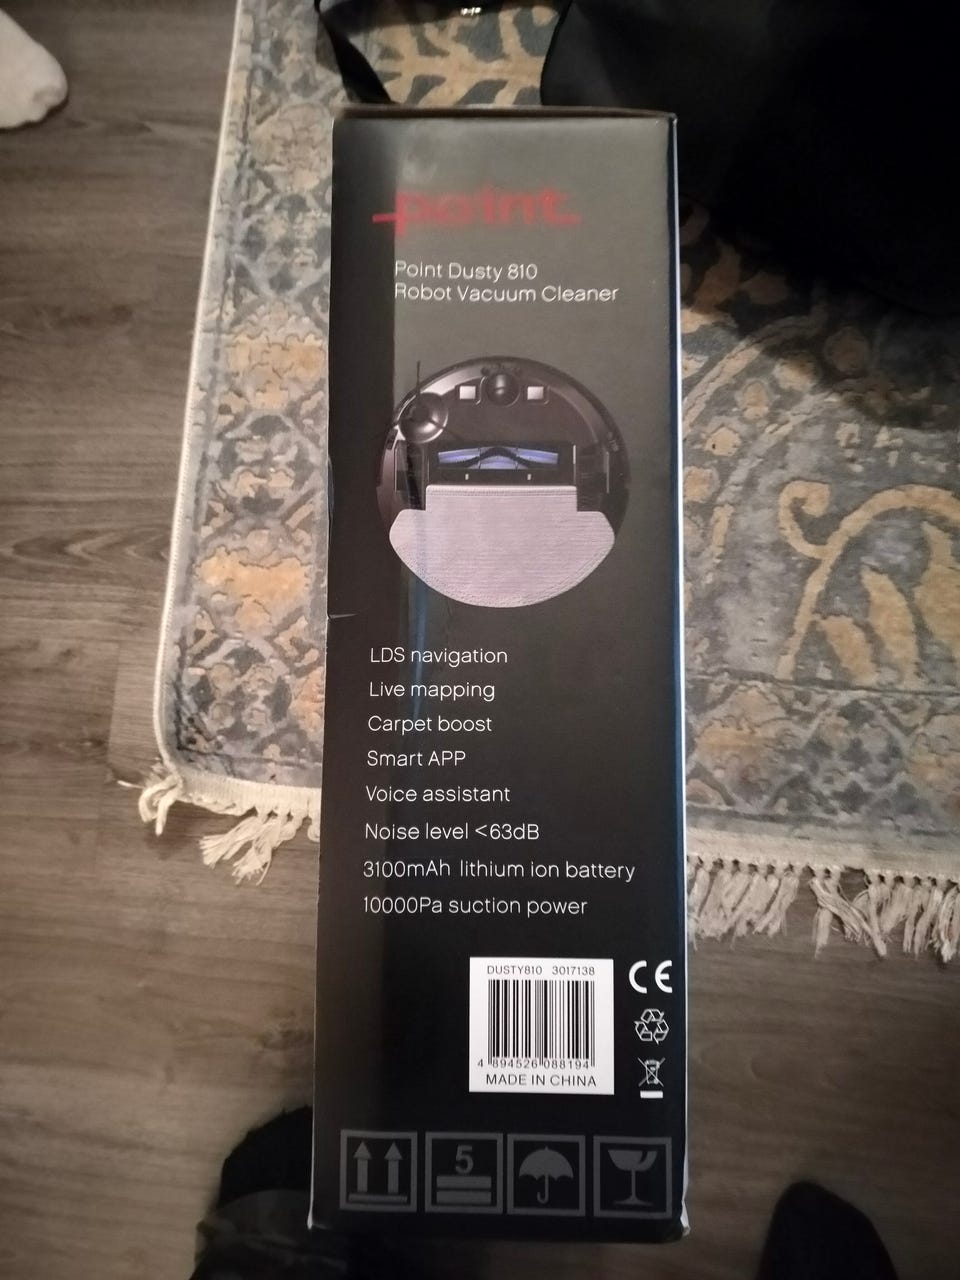 point
Point Dusty 810
Robot Vacuum Cleaner
LDS navigation
Live mapping
Carpet boost
Smart APP
Voice assistant
Noise level <63dB
3100mAh lithium ion battery
10000Pa suction power
DUSTY810 3017138
4 894526 088194
MADE IN CHINA
CE
5